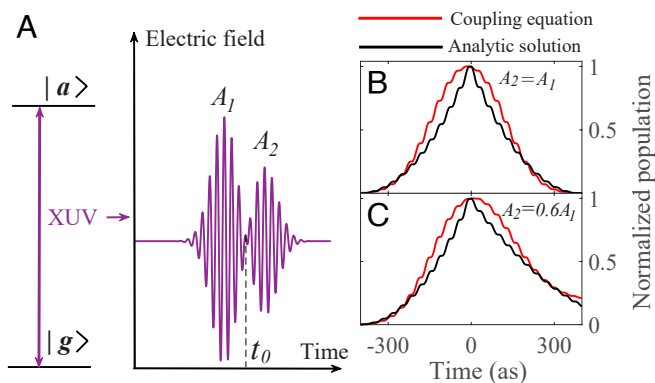 A
Electric field
A1
A2
| a⟩
XUV
| g⟩
t0
Time
Coupling equation
Analytic solution
B
A2=A1
1
0.5
C
A2=0.6A1
1
0.5
0
-300
0
300
Time (as)
Normalized population